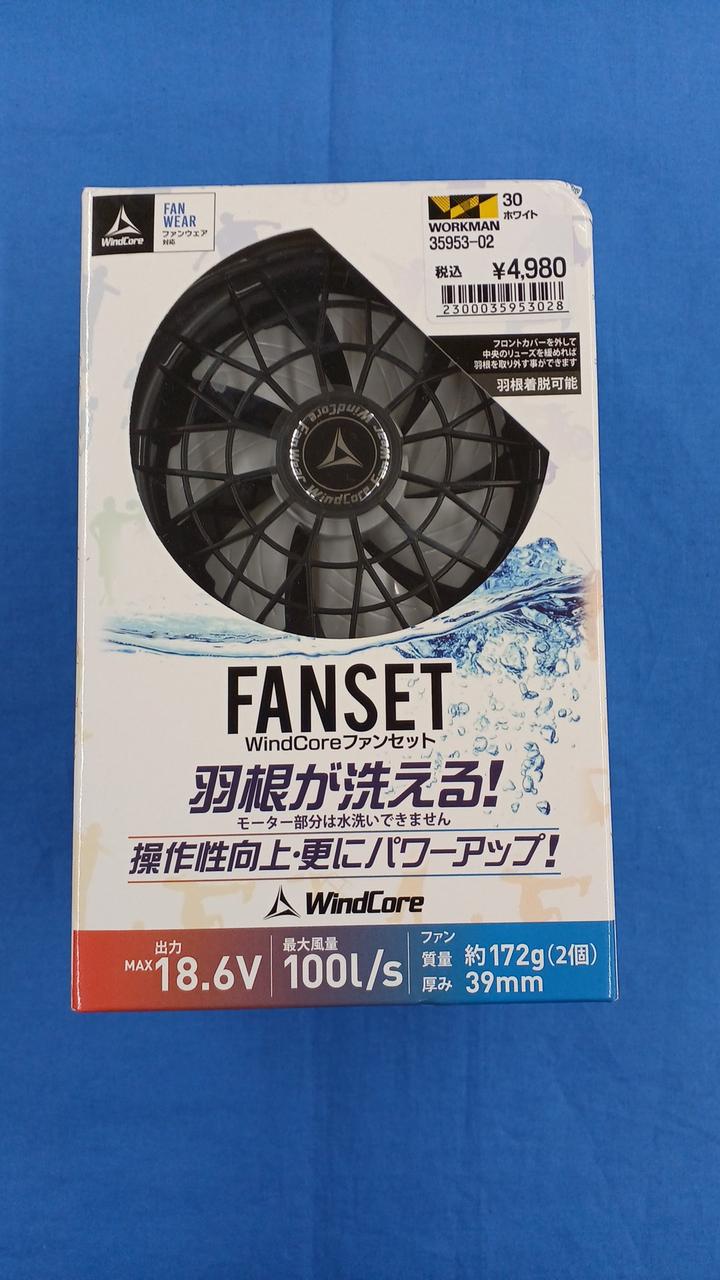 WindCore
FAN
WEAR
ファンウェア
対応
WORKMAN
30
ホワイト
35953-02
税込 ¥4,980
2300035953028
フロントカバーを外して
中央のリューズを緩めれば
羽根を取り外す事ができます
羽根着脱可能
WindCore Fan Wear WindCore Fan Wear
FANSET
WindCoreファンセット
羽根が洗える!
モーター部分は水洗いできません
操作性向上・更にパワーアップ!
WindCore
出力
MAX 18.6V
最大風量
100l/s
ファン
質量 約172g(2個)
厚み 39mm